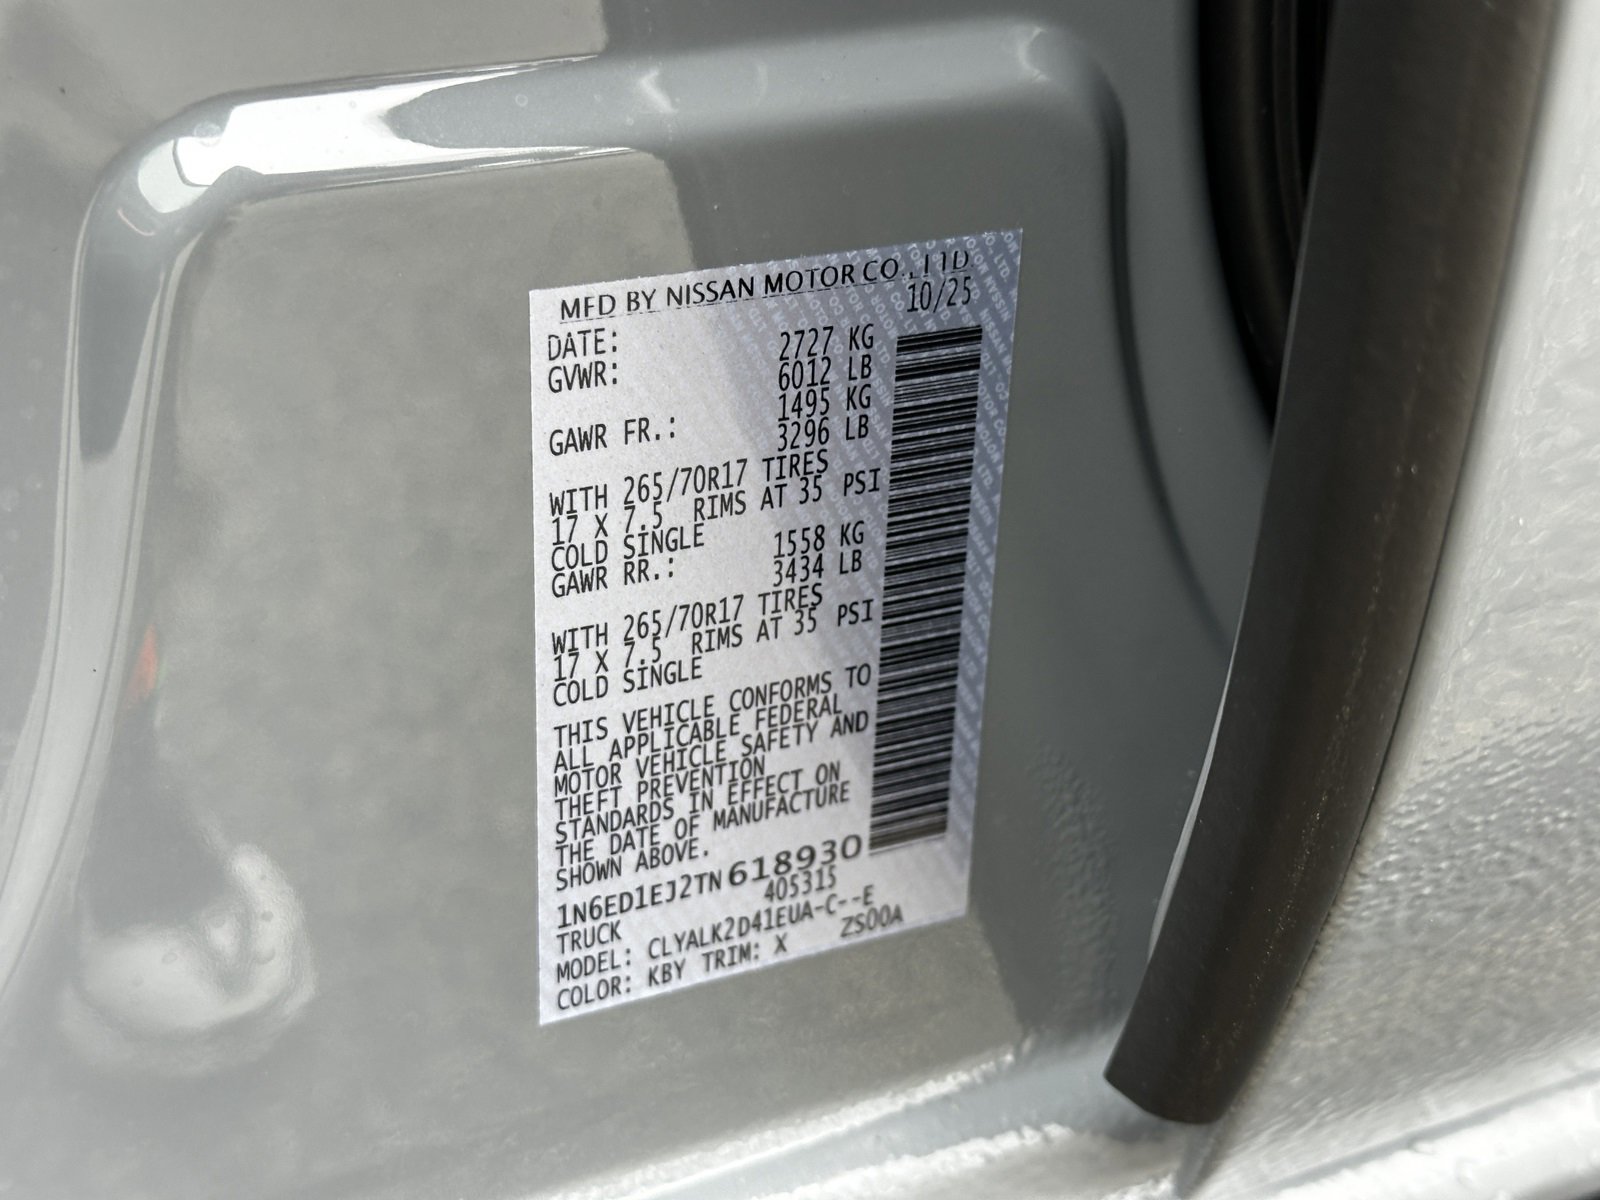 MFD BY NISSAN MOTOR CO., LTD
DATE: 10/25
GVWR: 2727 KG
6012 LB
GAWR FR.: 1495 KG
3296 LB
WITH 265/70R17 TIRES
17 X 7.5 RIMS AT 35 PSI
COLD SINGLE
GAWR RR.: 1558 KG
3434 LB
WITH 265/70R17 TIRES
17 X 7.5 RIMS AT 35 PSI
COLD SINGLE
THIS VEHICLE CONFORMS TO
ALL APPLICABLE FEDERAL
MOTOR VEHICLE SAFETY AND
THEFT PREVENTION
STANDARDS IN EFFECT ON
THE DATE OF MANUFACTURE
SHOWN ABOVE.
1N6ED1EJ2TN618930
TRUCK 405315
MODEL: CLYALK2D41EUA-C--E
COLOR: KBY TRIM: X ZS00A